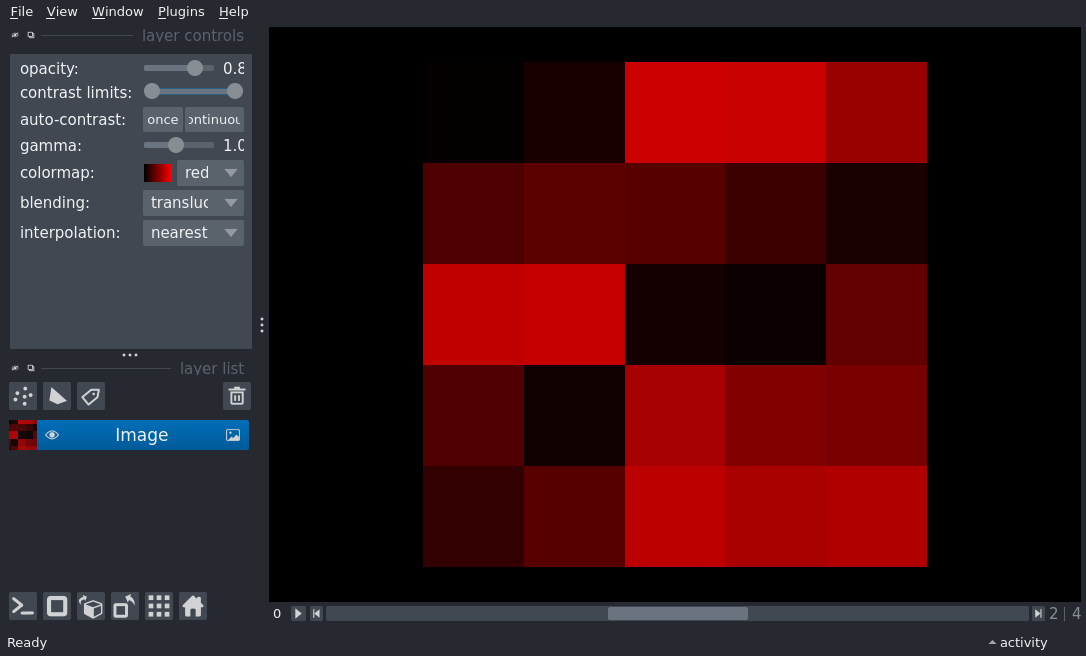 File View Window Plugins Help
layer controls
opacity: 0.8
contrast limits:
auto-contrast: once ontinuou
gamma: 1.0
colormap: red
blending: transluc
interpolation: nearest
layer list
Image
0 2 | 4
Ready activity